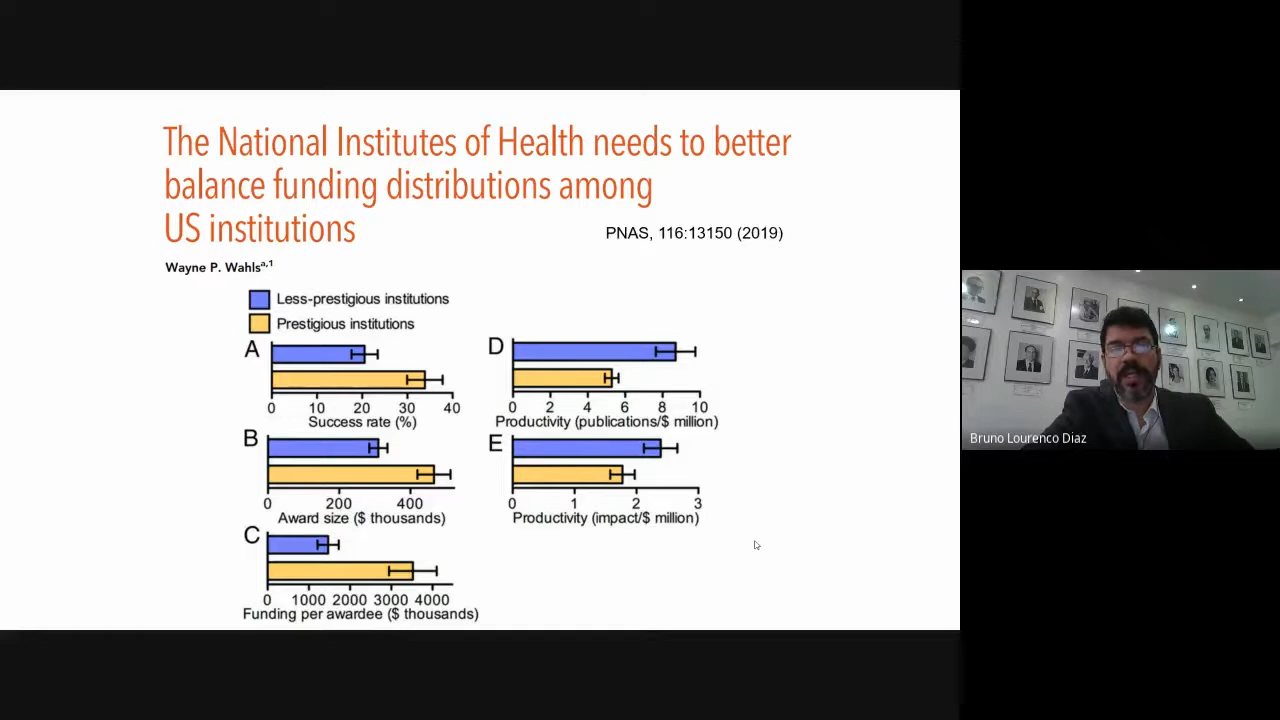 The National Institutes of Health needs to better
balance funding distributions among
US institutions
PNAS, 116:13150 (2019)
Wayne P. Wahlsa,1
Less-prestigious institutions
Prestigious institutions
A
0 10 20 30 40
Success rate (%)
B
0 200 400
Award size ($ thousands)
C
0 1000 2000 3000 4000
Funding per awardee ($ thousands)
D
0 2 4 6 8 10
Productivity (publications/$ million)
E
0 1 2 3
Productivity (impact/$ million)
Bruno Lourenco Diaz